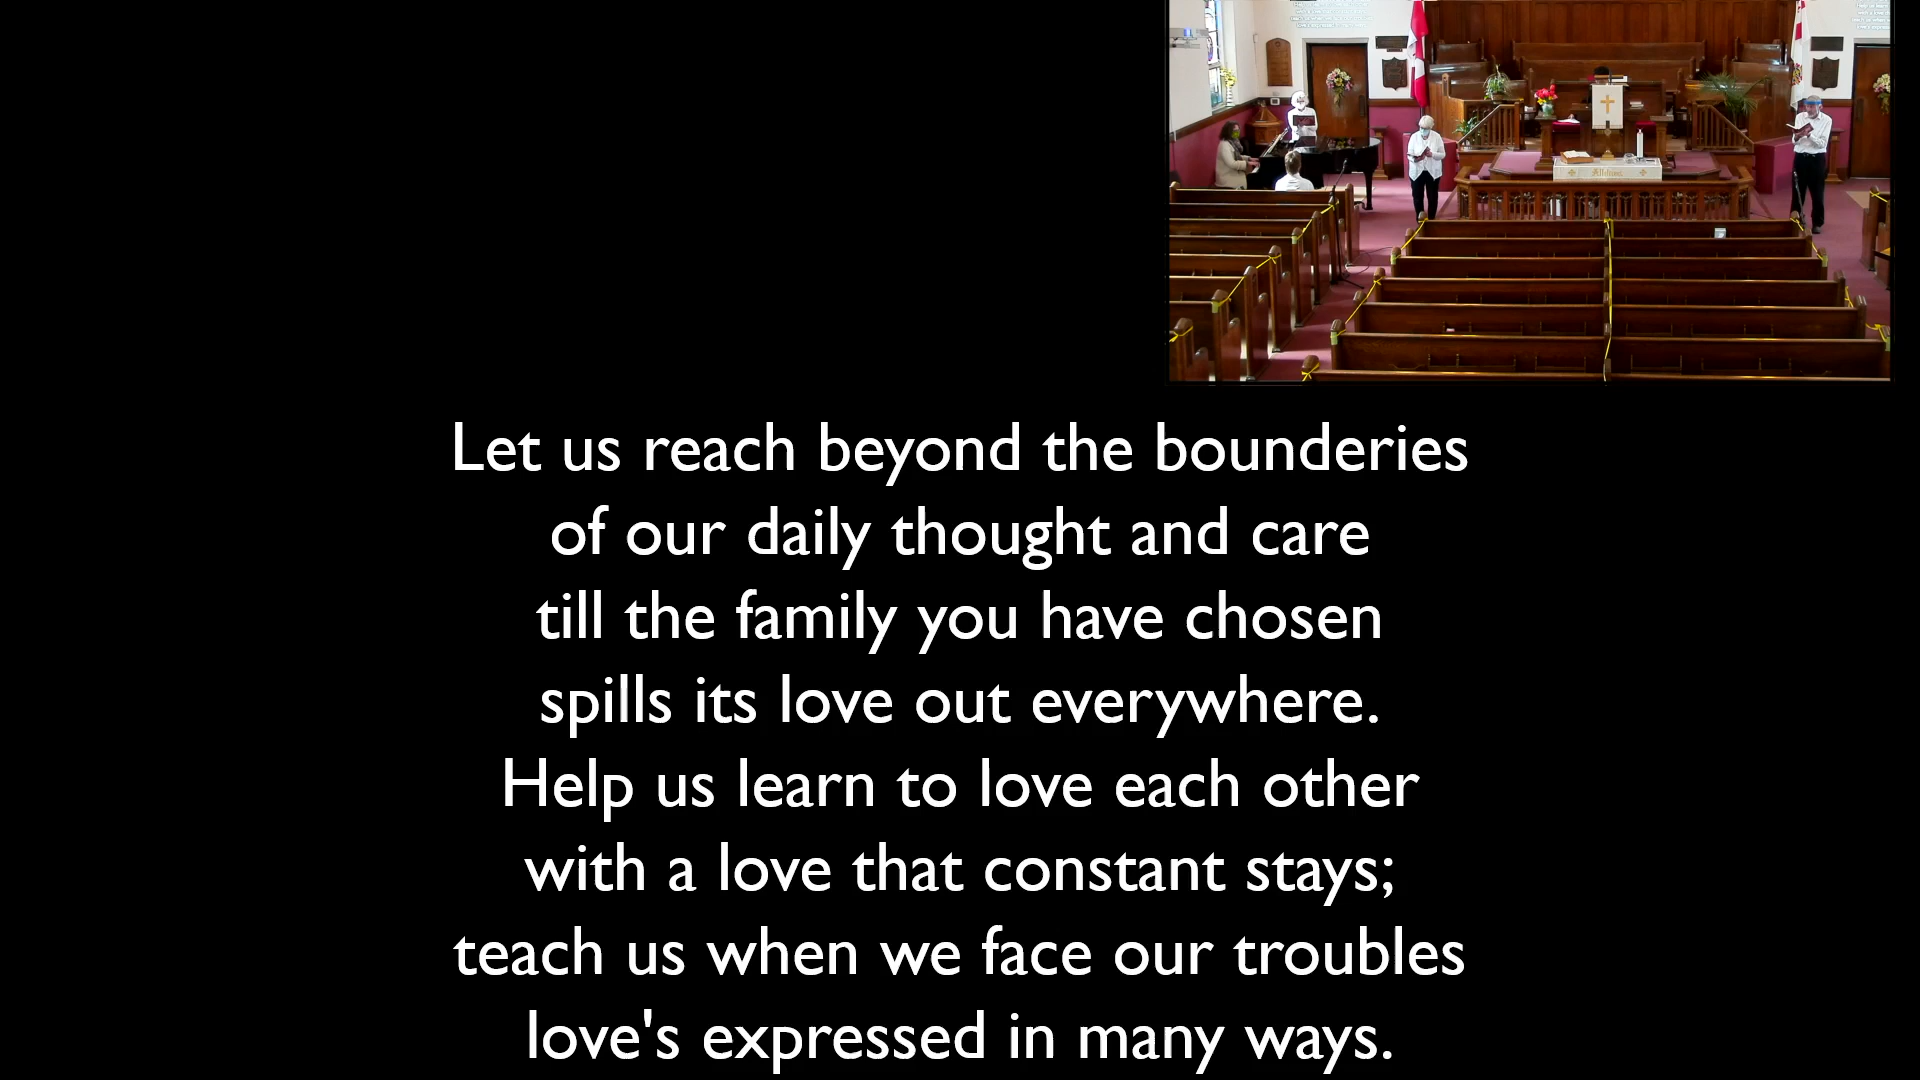 Let us reach beyond the bounderies
of our daily thought and care
till the family you have chosen
spills its love out everywhere.
Help us learn to love each other
with a love that constant stays;
teach us when we face our troubles
love's expressed in many ways.